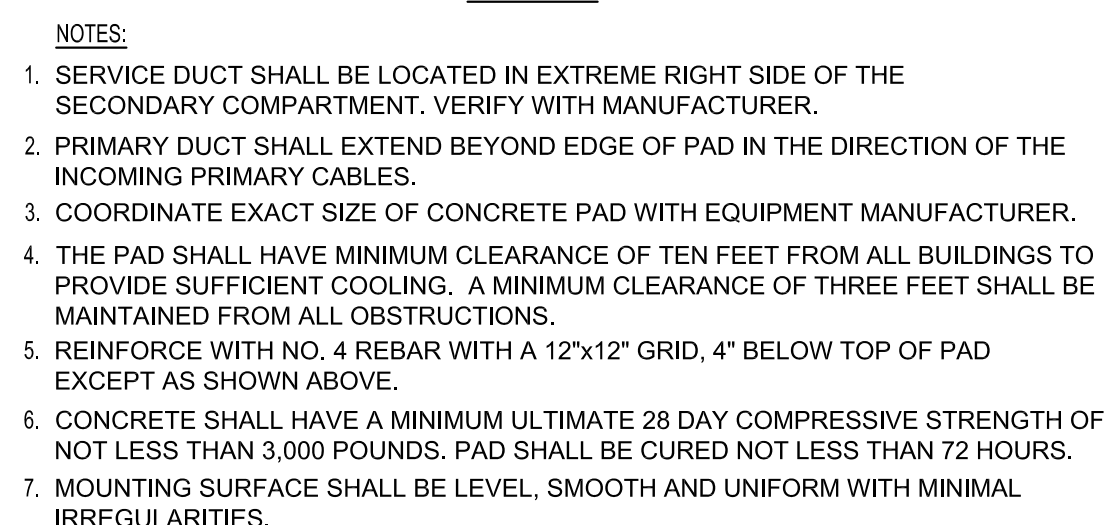 NOTES:
1. SERVICE DUCT SHALL BE LOCATED IN EXTREME RIGHT SIDE OF THE
SECONDARY COMPARTMENT. VERIFY WITH MANUFACTURER.
2. PRIMARY DUCT SHALL EXTEND BEYOND EDGE OF PAD IN THE DIRECTION OF THE
INCOMING PRIMARY CABLES.
3. COORDINATE EXACT SIZE OF CONCRETE PAD WITH EQUIPMENT MANUFACTURER.
4. THE PAD SHALL HAVE MINIMUM CLEARANCE OF TEN FEET FROM ALL BUILDINGS TO
PROVIDE SUFFICIENT COOLING.  A MINIMUM CLEARANCE OF THREE FEET SHALL BE
MAINTAINED FROM ALL OBSTRUCTIONS.
5. REINFORCE WITH NO. 4 REBAR WITH A 12"x12" GRID, 4" BELOW TOP OF PAD
EXCEPT AS SHOWN ABOVE.
6. CONCRETE SHALL HAVE A MINIMUM ULTIMATE 28 DAY COMPRESSIVE STRENGTH OF
NOT LESS THAN 3,000 POUNDS. PAD SHALL BE CURED NOT LESS THAN 72 HOURS.
7. MOUNTING SURFACE SHALL BE LEVEL, SMOOTH AND UNIFORM WITH MINIMAL
IRREGULARITIES.